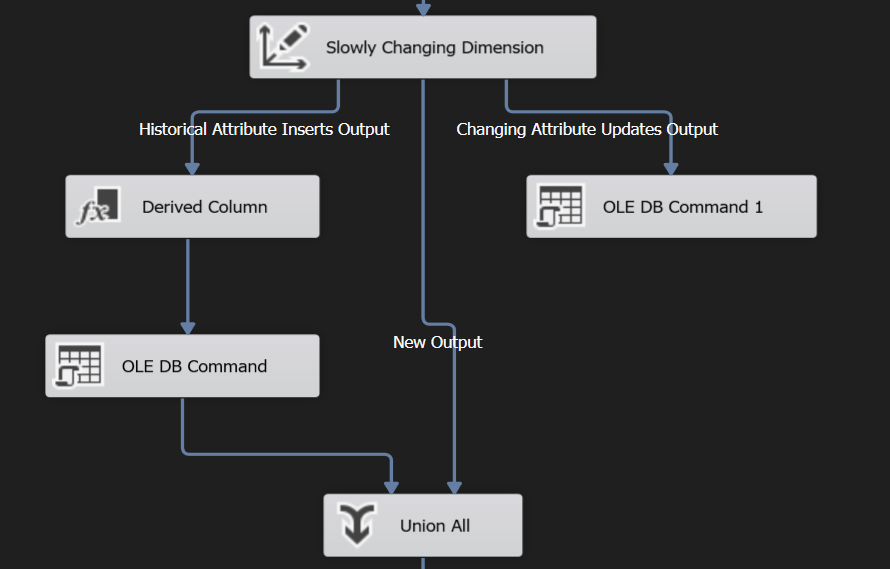 Slowly Changing Dimension
Historical Attribute Inserts Output
Changing Attribute Updates Output
fx
Derived Column
OLE DB Command 1
New Output
OLE DB Command
Union All